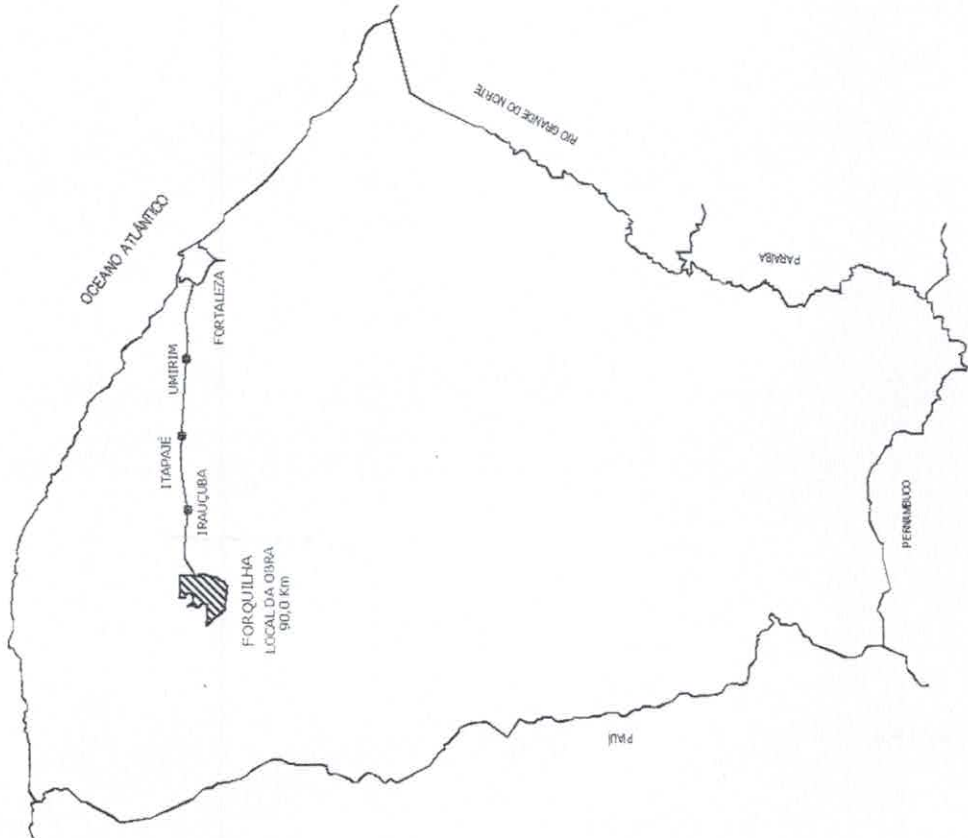 OCEANO ATLÂNTICO
RIO GRANDE DO NORTE
FORTALEZA
UMIRIM
ITAPAJÉ
IRAUÇUBA
FORQUILHA
LOCAL DA OBRA
90,0 Km
PARAÍBA
PERNAMBUCO
PIAUÍ